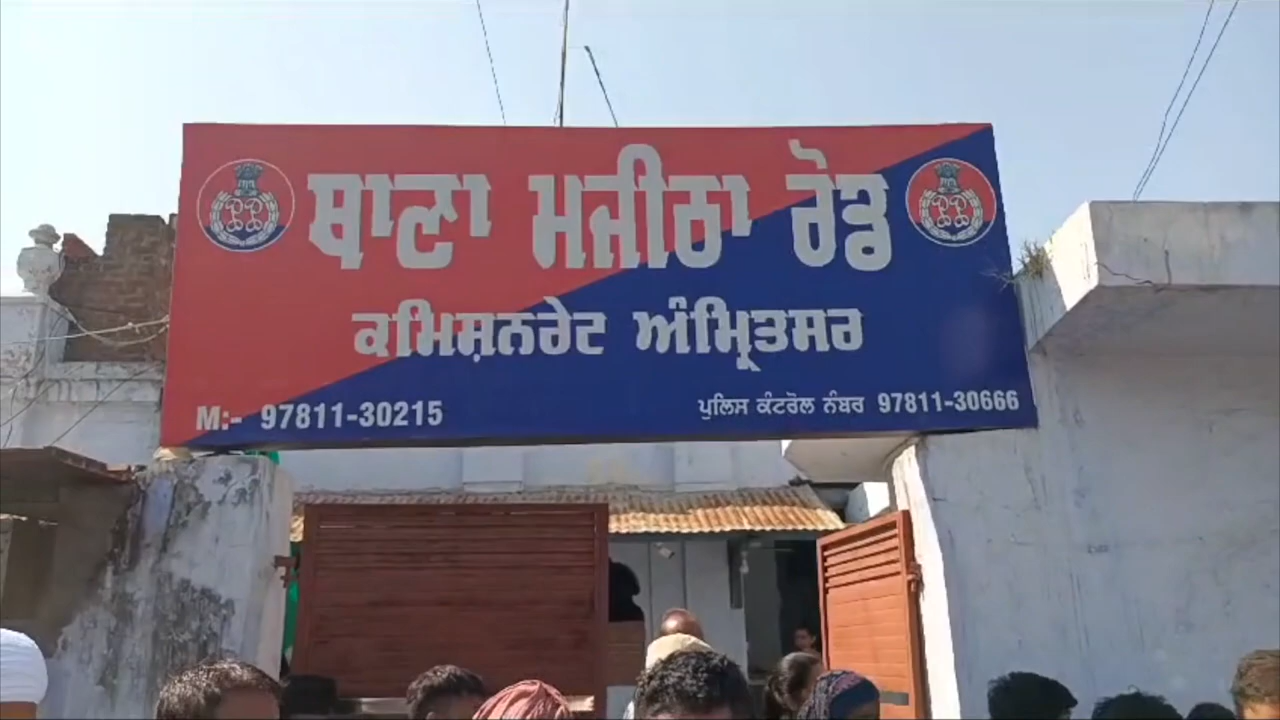 ਥਾਣਾ ਮਜੀਠਾ ਰੋਡ
ਕਮਿਸ਼ਨਰੇਟ ਅੰਮ੍ਰਿਤਸਰ
M:- 97811-30215 ਪੁਲਿਸ ਕੰਟਰੋਲ ਨੰਬਰ 97811-30666